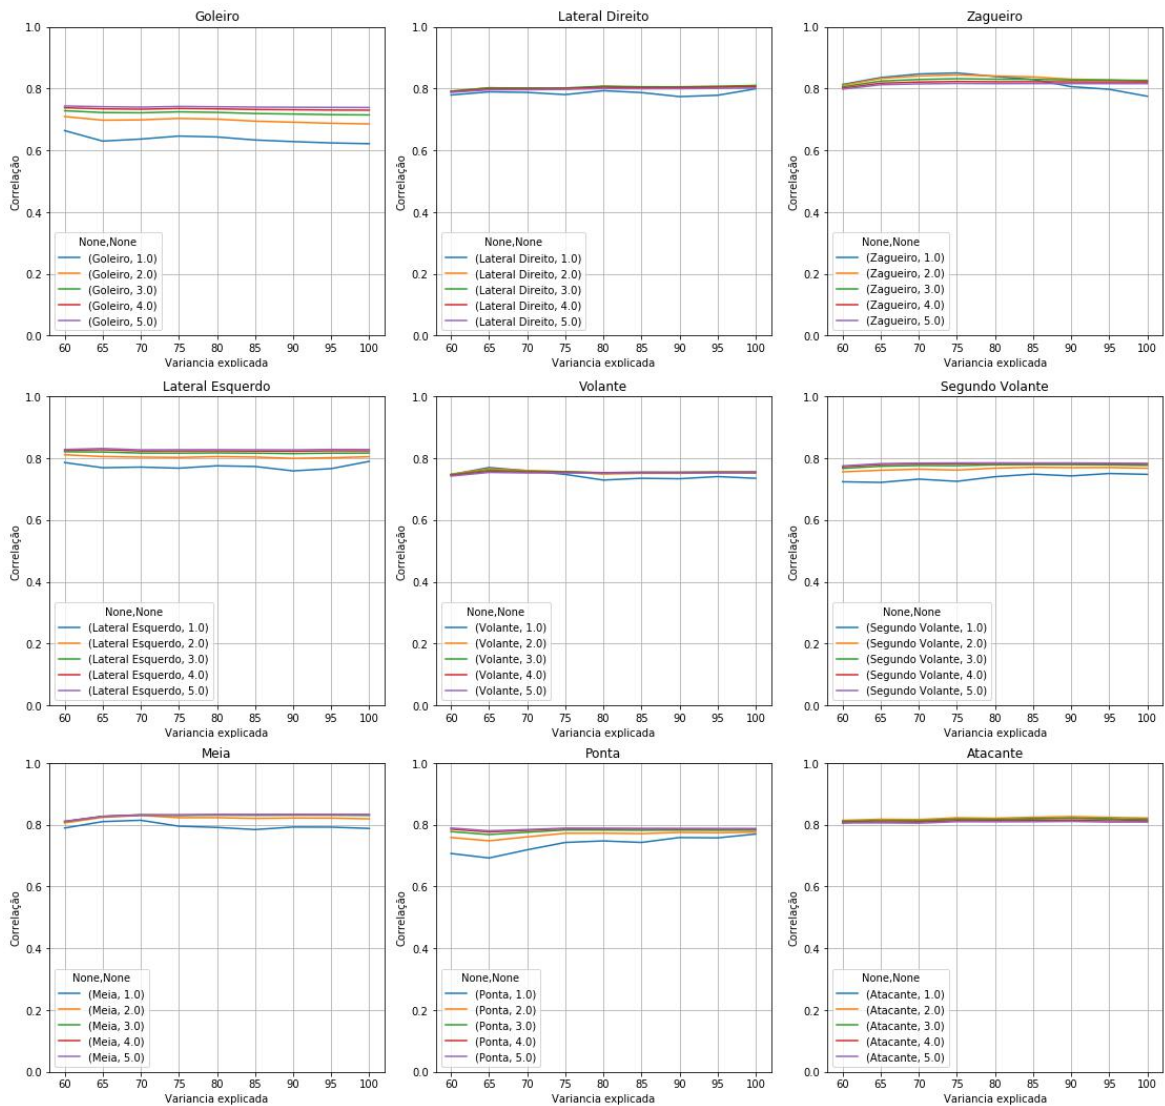 Goleiro
1.0
0.8
0.6
0.4
0.2
0.0
Correlação
None,None
(Goleiro, 1.0)
(Goleiro, 2.0)
(Goleiro, 3.0)
(Goleiro, 4.0)
(Goleiro, 5.0)
60 65 70 75 80 85 90 95 100
Variancia explicada
Lateral Direito
1.0
0.8
0.6
0.4
0.2
0.0
Correlação
None,None
(Lateral Direito, 1.0)
(Lateral Direito, 2.0)
(Lateral Direito, 3.0)
(Lateral Direito, 4.0)
(Lateral Direito, 5.0)
60 65 70 75 80 85 90 95 100
Variancia explicada
Zagueiro
1.0
0.8
0.6
0.4
0.2
0.0
Correlação
None,None
(Zagueiro, 1.0)
(Zagueiro, 2.0)
(Zagueiro, 3.0)
(Zagueiro, 4.0)
(Zagueiro, 5.0)
60 65 70 75 80 85 90 95 100
Variancia explicada
Lateral Esquerdo
1.0
0.8
0.6
0.4
0.2
0.0
Correlação
None,None
(Lateral Esquerdo, 1.0)
(Lateral Esquerdo, 2.0)
(Lateral Esquerdo, 3.0)
(Lateral Esquerdo, 4.0)
(Lateral Esquerdo, 5.0)
60 65 70 75 80 85 90 95 100
Variancia explicada
Volante
1.0
0.8
0.6
0.4
0.2
0.0
Correlação
None,None
(Volante, 1.0)
(Volante, 2.0)
(Volante, 3.0)
(Volante, 4.0)
(Volante, 5.0)
60 65 70 75 80 85 90 95 100
Variancia explicada
Segundo Volante
1.0
0.8
0.6
0.4
0.2
0.0
Correlação
None,None
(Segundo Volante, 1.0)
(Segundo Volante, 2.0)
(Segundo Volante, 3.0)
(Segundo Volante, 4.0)
(Segundo Volante, 5.0)
60 65 70 75 80 85 90 95 100
Variancia explicada
Meia
1.0
0.8
0.6
0.4
0.2
0.0
Correlação
None,None
(Meia, 1.0)
(Meia, 2.0)
(Meia, 3.0)
(Meia, 4.0)
(Meia, 5.0)
60 65 70 75 80 85 90 95 100
Variancia explicada
Ponta
1.0
0.8
0.6
0.4
0.2
0.0
Correlação
None,None
(Ponta, 1.0)
(Ponta, 2.0)
(Ponta, 3.0)
(Ponta, 4.0)
(Ponta, 5.0)
60 65 70 75 80 85 90 95 100
Variancia explicada
Atacante
1.0
0.8
0.6
0.4
0.2
0.0
Correlação
None,None
(Atacante, 1.0)
(Atacante, 2.0)
(Atacante, 3.0)
(Atacante, 4.0)
(Atacante, 5.0)
60 65 70 75 80 85 90 95 100
Variancia explicada